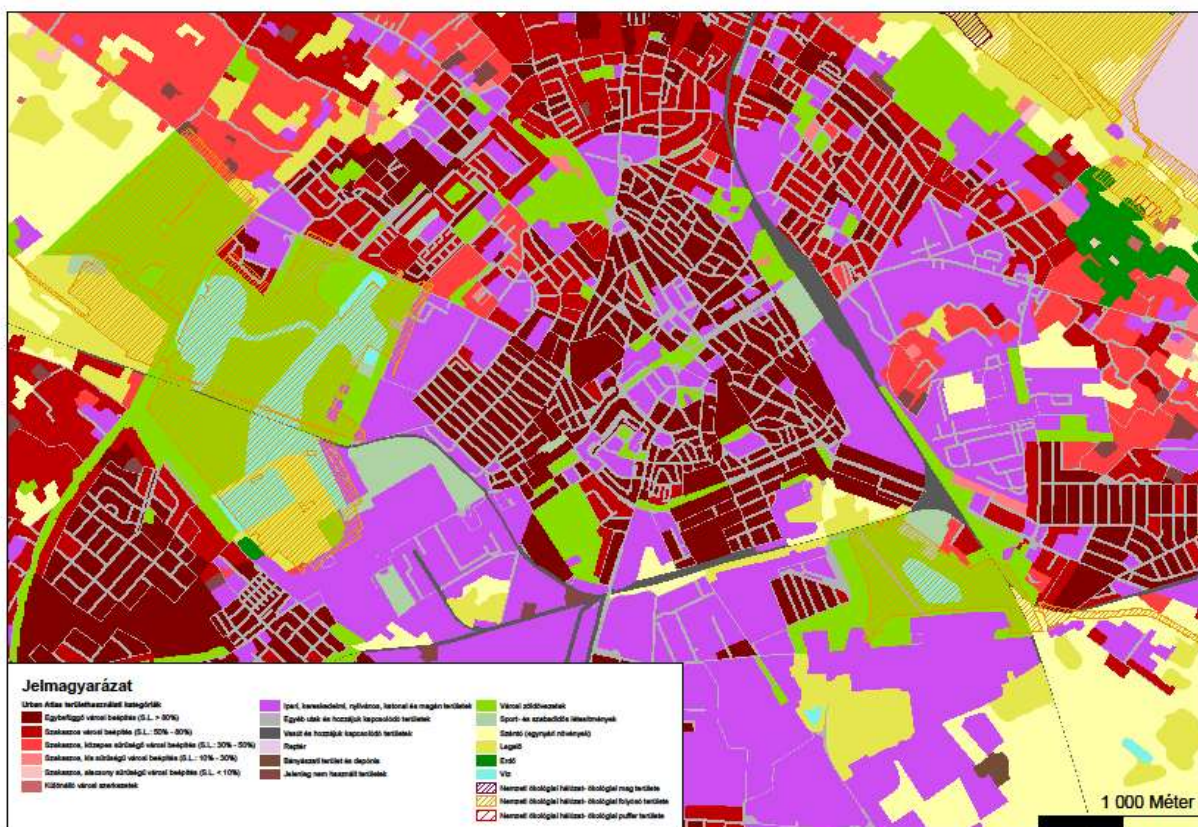 Jelmagyarázat
Urban Atlas területhasználati kategóriák
Egybefüggő városi beépítés (S.L. > 80%)
Szakaszos városi beépítés (S.L.: 50% - 80%)
Szakaszos, közepes sűrűségű városi beépítés (S.L.: 30% - 50%)
Szakaszos, kis sűrűségű városi beépítés (S.L.: 10% - 30%)
Szakaszos, alacsony sűrűségű városi beépítés (S.L. < 10%)
Különálló városi szerkezetek
Ipari, kereskedelmi, nyilvános, katonai és magán területek
Egyéb utak és hozzájuk kapcsolódó területek
Vasút és hozzájuk kapcsolódó területek
Reptér
Bányászati terület és depónia
Jelenleg nem használt területek
Városi zöldövezetek
Sport- és szabadidős létesítmények
Szántó (egynyári növények)
Legelő
Erdő
Víz
Nemzeti ökológiai hálózat- ökológiai mag területe
Nemzeti ökológiai hálózat- ökológiai folyosó területe
Nemzeti ökológiai hálózat- ökológiai puffer területe
1 000 Méter